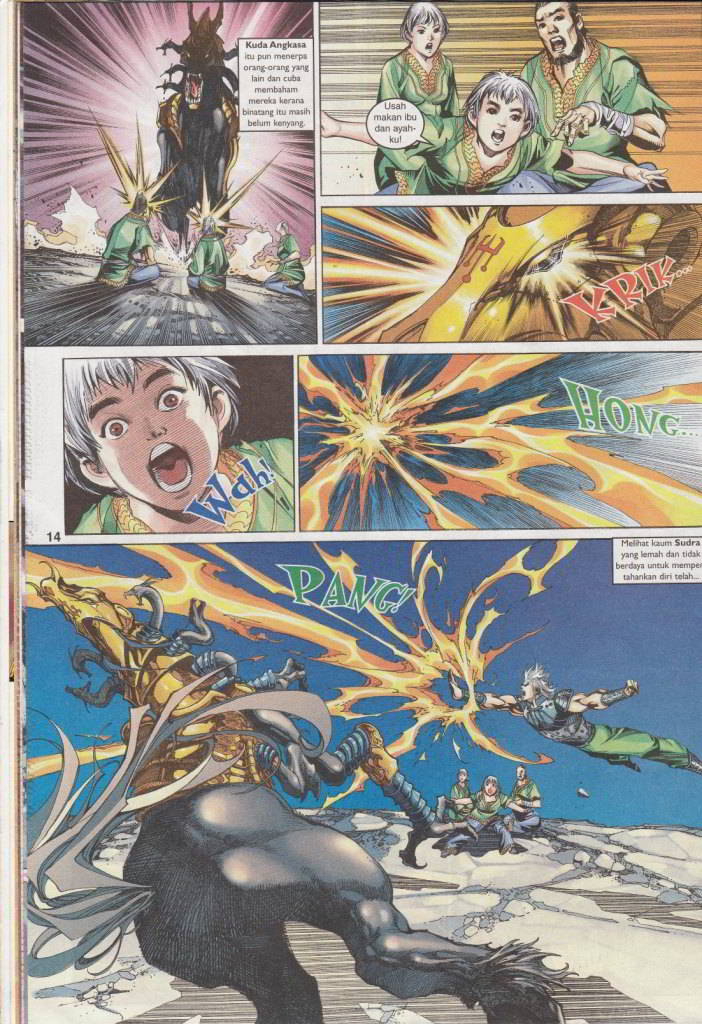 Kuda Angkasa
itu pun menerpa
orang-orang yang
lain dan cuba
membaham
mereka kerana
binatang itu masih
belum kenyang.
Usah
makan ibu
dan ayah-
ku!
KRIK...
Wah!
HONG...
14
Melihat kaum Sudra
yang lemah dan tidak
berdaya untuk memper
tahankan diri telah...
PANG!